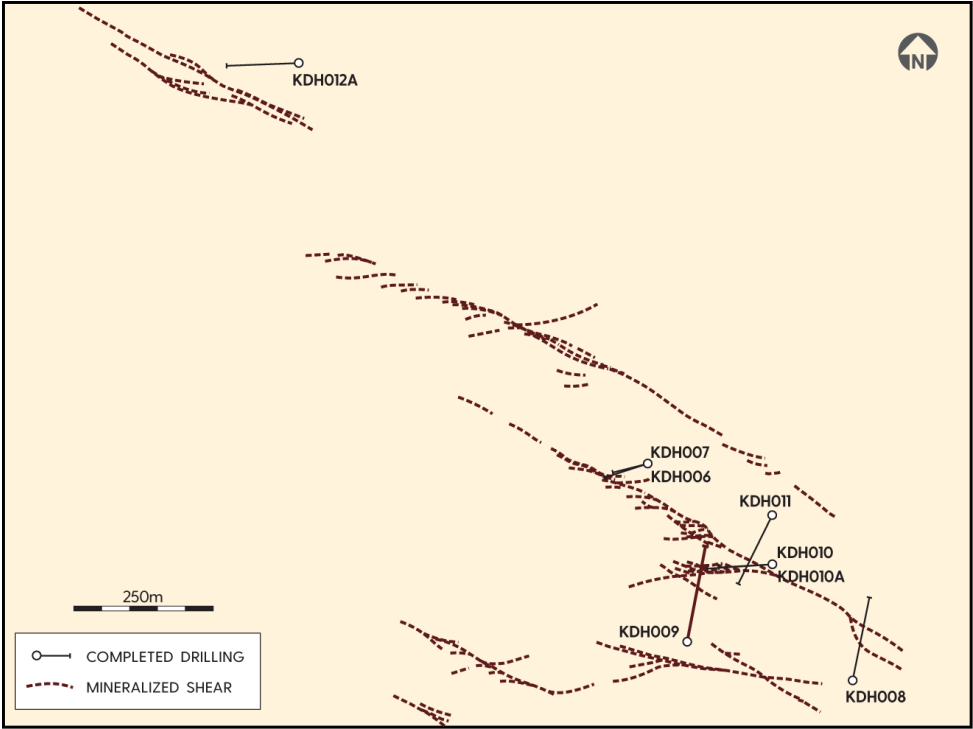 N
KDH012A
KDH007
KDH006
KDH011
KDH010
KDH010A
250m
KDH009
COMPLETED DRILLING
MINERALIZED SHEAR
KDH008